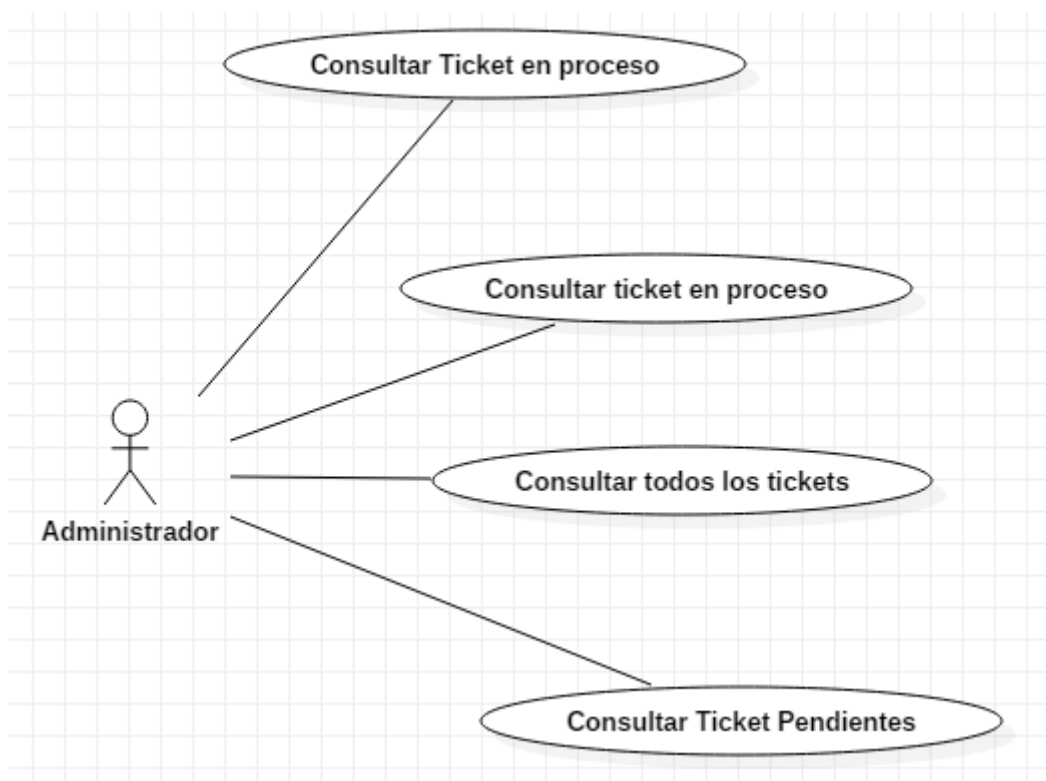 Consultar Ticket en proceso
Consultar ticket en proceso
Consultar todos los tickets
Administrador
Consultar Ticket Pendientes